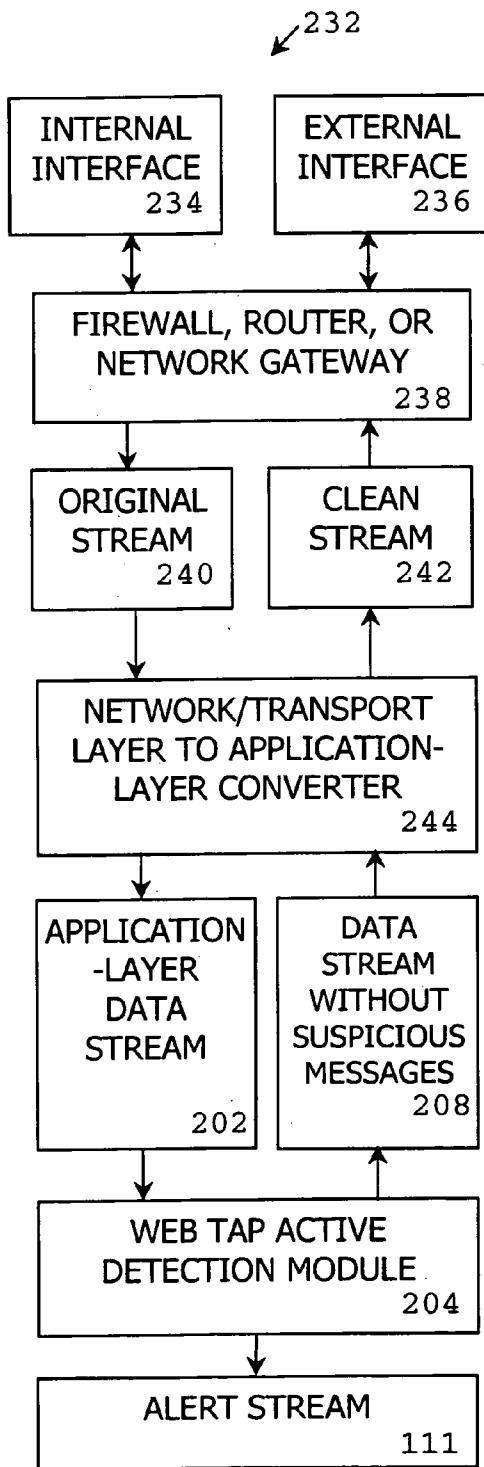 232
INTERNAL
INTERFACE
234
EXTERNAL
INTERFACE
236
FIREWALL, ROUTER, OR
NETWORK GATEWAY
238
ORIGINAL
STREAM
240
CLEAN
STREAM
242
NETWORK/TRANSPORT
LAYER TO APPLICATION-
LAYER CONVERTER
244
APPLICATION
-LAYER
DATA
STREAM
202
DATA
STREAM
WITHOUT
SUSPICIOUS
MESSAGES
208
WEB TAP ACTIVE
DETECTION MODULE
204
ALERT STREAM
111